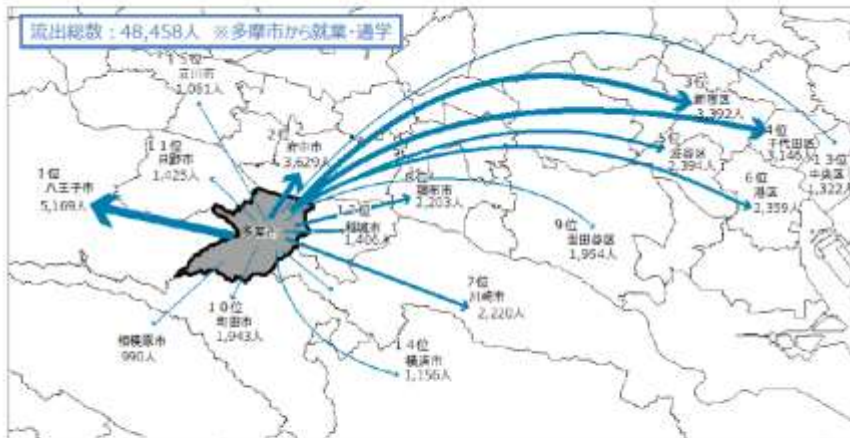 流出総数：48,458人　※多摩市から就業・通学
１５位
立川市
1,081人
３位
新宿区
3,392人
２位
府中市
3,629人
４位
千代田区
3,146人
５位
渋谷区
2,394人
１３位
中央区
1,322人
１１位
日野市
1,425人
１位
八王子市
5,169人
８位
調布市
2,203人
６位
港区
2,359人
１２位
稲城市
1,406人
多摩市
９位
世田谷区
1,954人
７位
川崎市
2,220人
１０位
町田市
1,943人
相模原市
990人
１４位
横浜市
1,156人